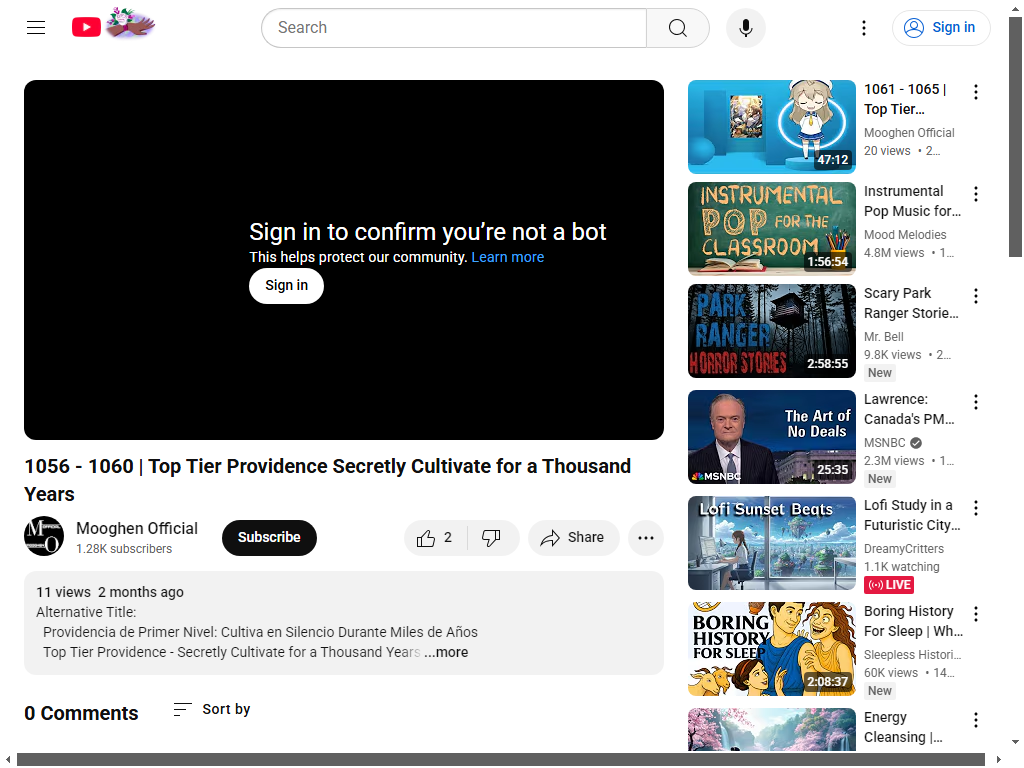 Search
Sign in
Sign in to confirm you're not a bot
This helps protect our community. Learn more
Sign in
1056 - 1060 | Top Tier Providence Secretly Cultivate for a Thousand
Years
Mooghen Official
1.28K subscribers
Subscribe
2
Share
11 views 2 months ago
Alternative Title:
Providencia de Primer Nivel: Cultiva en Silencio Durante Miles de Años
Top Tier Providence - Secretly Cultivate for a Thousand Years ...more
0 Comments
Sort by
47:12
1061 - 1065 |
Top Tier...
Mooghen Official
20 views • 2...
INSTRUMENTAL
POP FOR THE
CLASSROOM
1:56:54
Instrumental
Pop Music for...
Mood Melodies
4.8M views • 1...
PARK
RANGER
HORROR STORIES
2:58:55
Scary Park
Ranger Storie...
Mr. Bell
9.8K views • 2...
New
The Art of
No Deals
MSNBC
25:35
Lawrence:
Canada's PM...
MSNBC
2.3M views • 1...
New
Lofi Sunset Beats
Lofi Study in a
Futuristic City...
DreamyCritters
1.1K watching
LIVE
BORING
HISTORY
FOR SLEEP
2:08:37
Boring History
For Sleep | Wh...
Sleepless Histori...
60K views • 14...
New
Energy
Cleansing |...